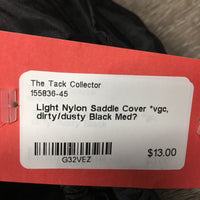 The Tack Collector
155836-45
Light Nylon Saddle Cover *vgc,
dirty/dusty Black Med?
G32VEZ
$13.00